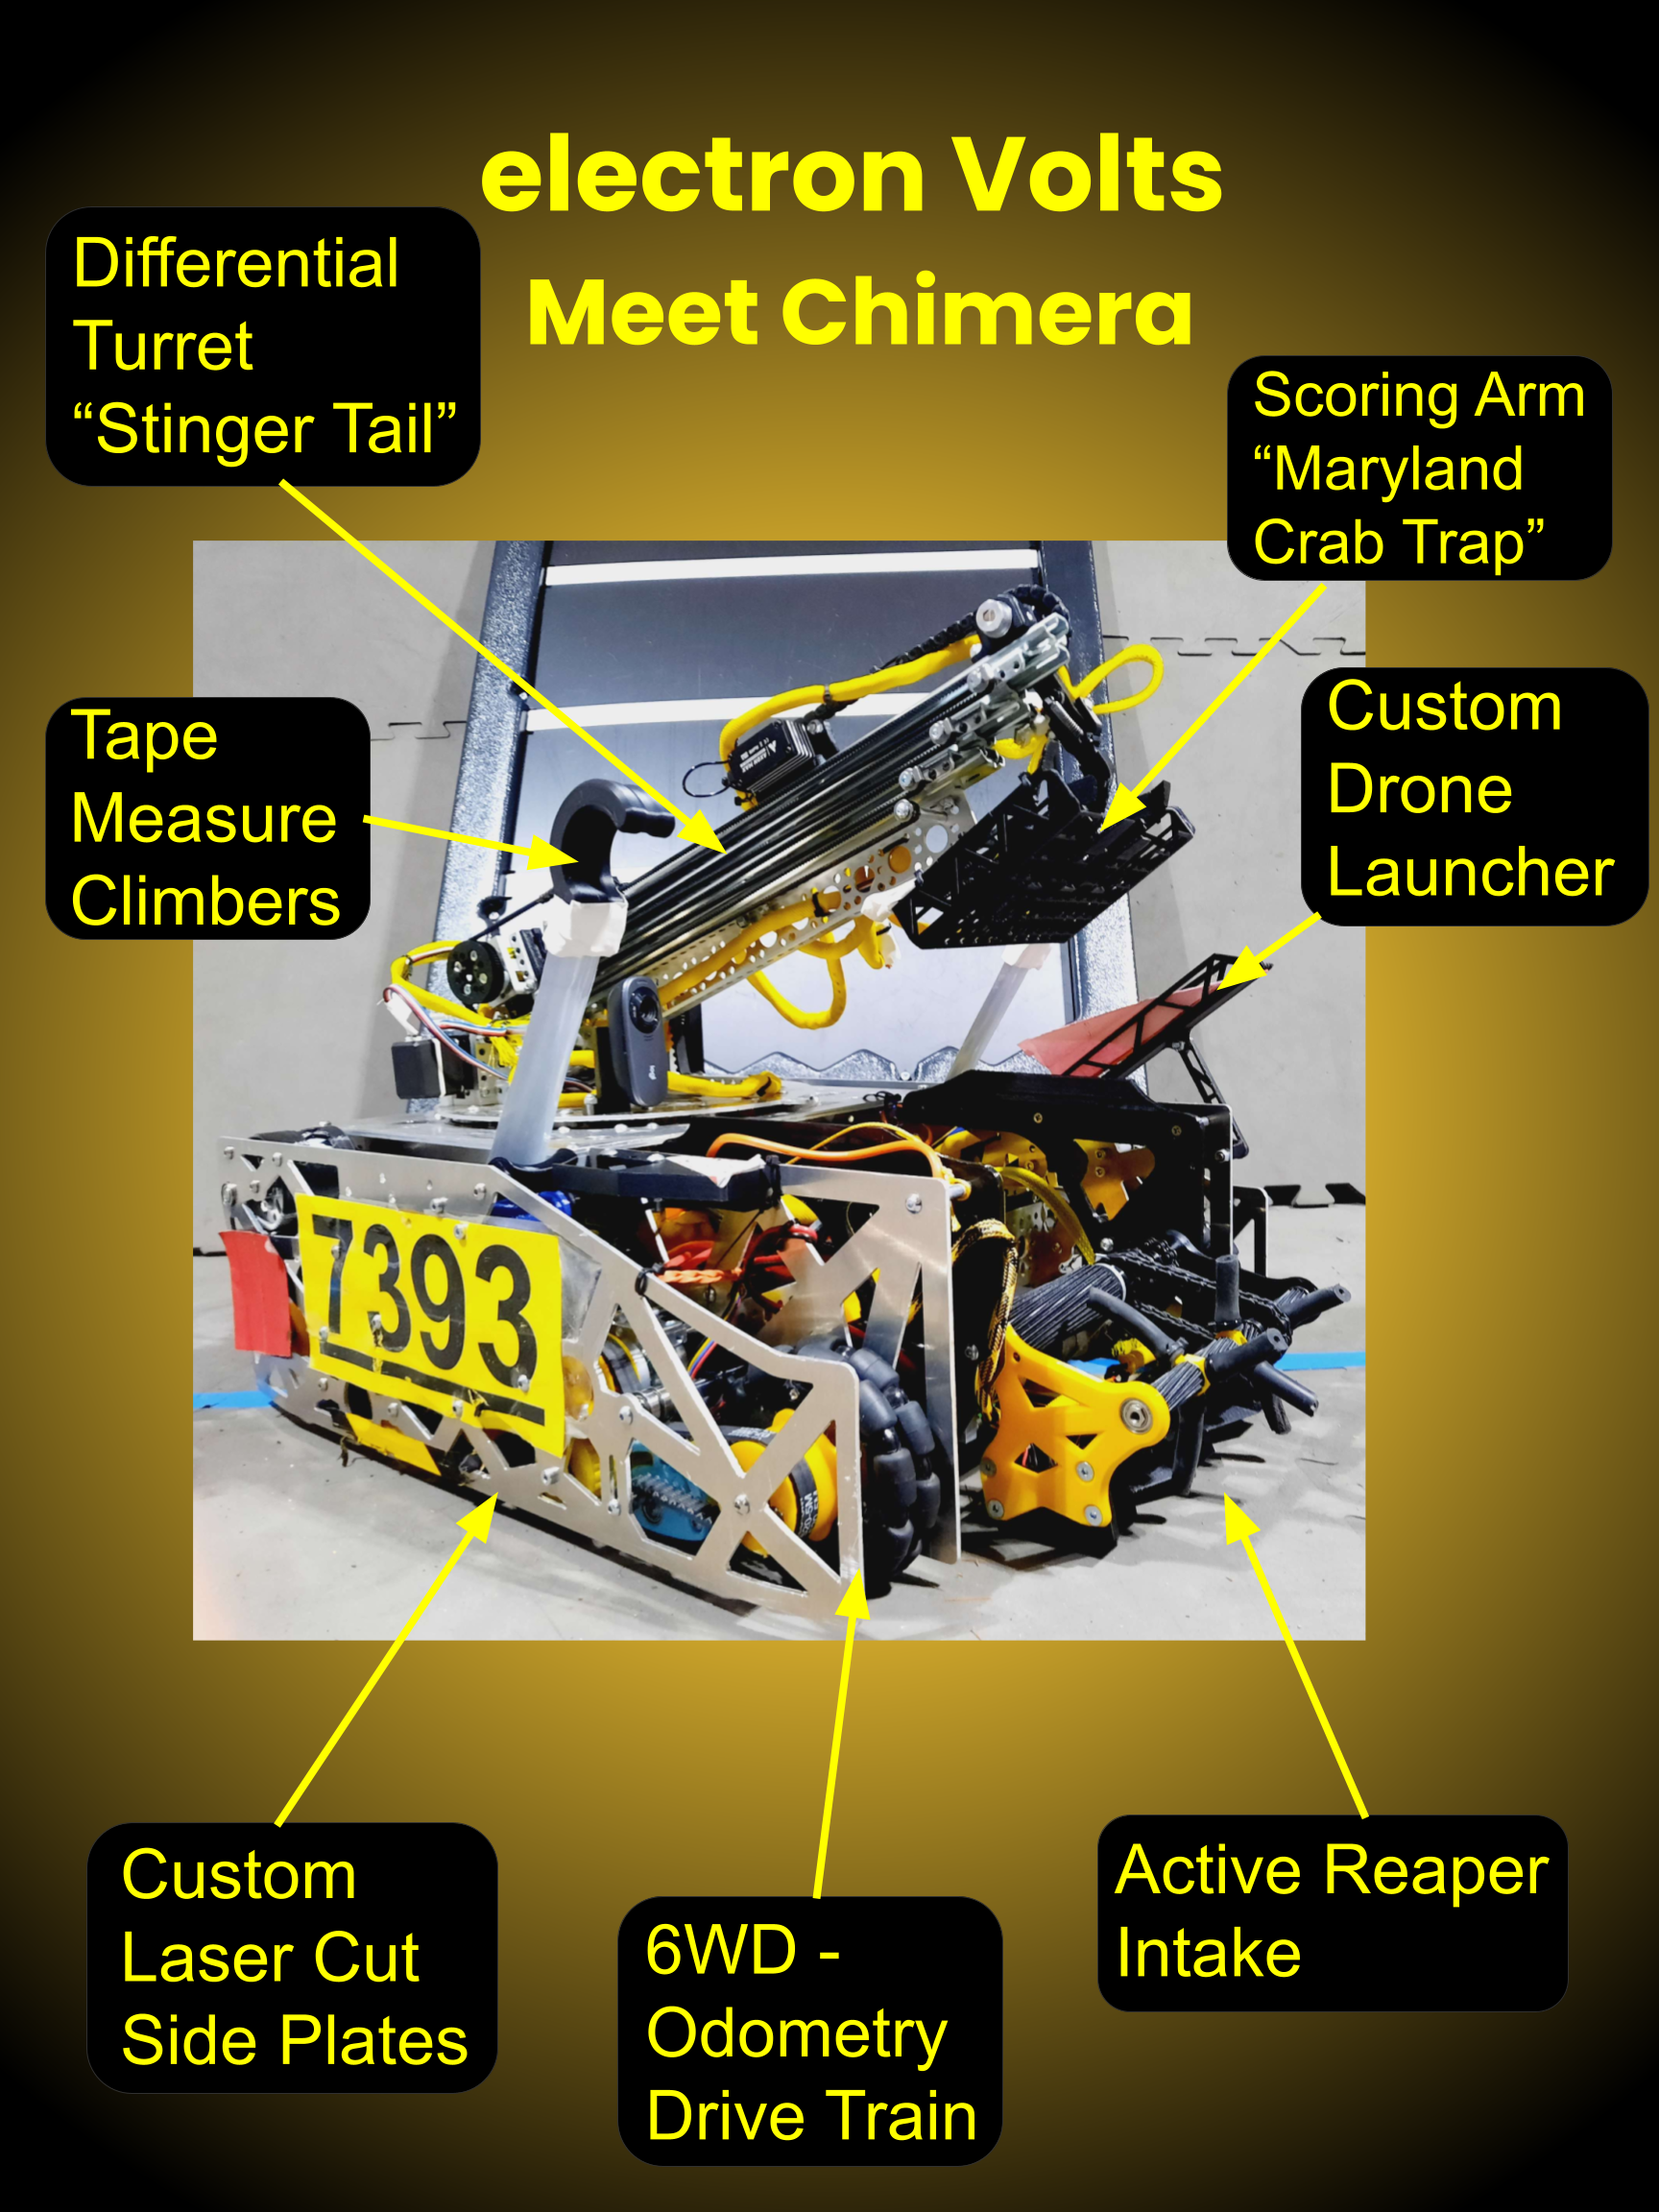 electron Volts
Meet Chimera
Differential
Turret
“Stinger Tail”
Scoring Arm
“Maryland
Crab Trap”
Tape
Measure
Climbers
Custom
Drone
Launcher
7393
Custom
Laser Cut
Side Plates
6WD -
Odometry
Drive Train
Active Reaper
Intake